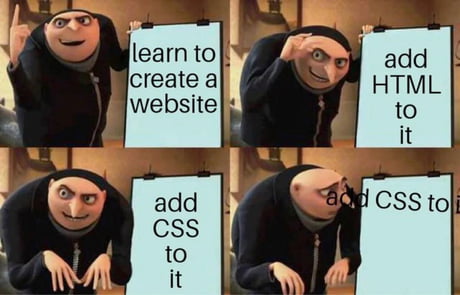 learn to
create a
website
add
HTML
to
it
add
CSS
to
it
add CSS to i